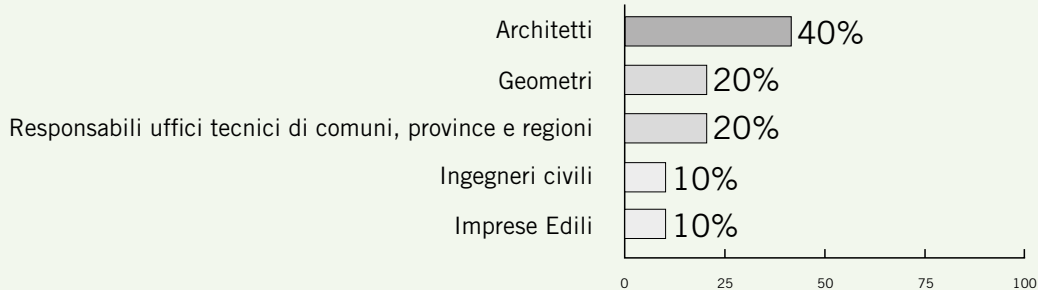 Architetti 40%
Geometri 20%
Responsabili uffici tecnici di comuni, province e regioni 20%
Ingegneri civili 10%
Imprese Edili 10%
0 25 50 75 100